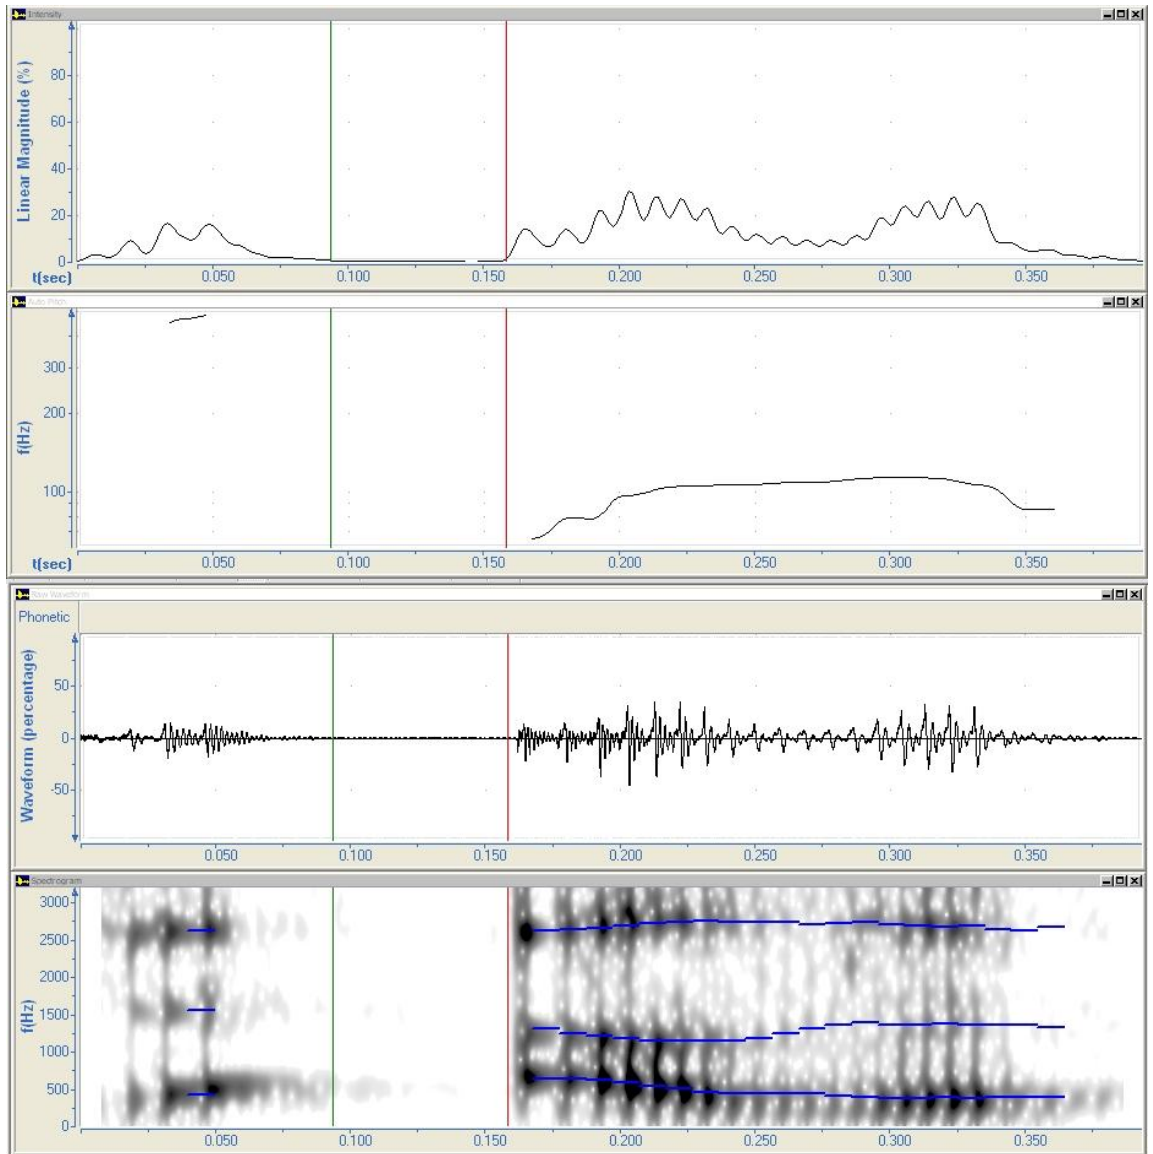 Intensity
Linear Magnitude (%)
80
60
40
20
0
t(sec) 0.050 0.100 0.150 0.200 0.250 0.300 0.350
Auto Pitch
f(Hz)
300
200
100
t(sec) 0.050 0.100 0.150 0.200 0.250 0.300 0.350
Raw Waveform
Phonetic
Waveform (percentage)
50
0
-50
0.050 0.100 0.150 0.200 0.250 0.300 0.350
Spectrogram
f(Hz)
3000
2500
2000
1500
1000
500
0
0.050 0.100 0.150 0.200 0.250 0.300 0.350